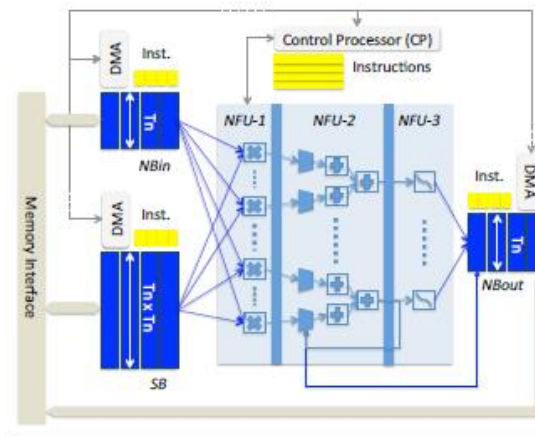 Control Processor (CP)
Instructions
DMA
Inst.
Tn
NBin
DMA
Inst.
Tn x Tn
SB
Memory Interface
NFU-1
NFU-2
NFU-3
Inst.
DMA
Tn
NBout